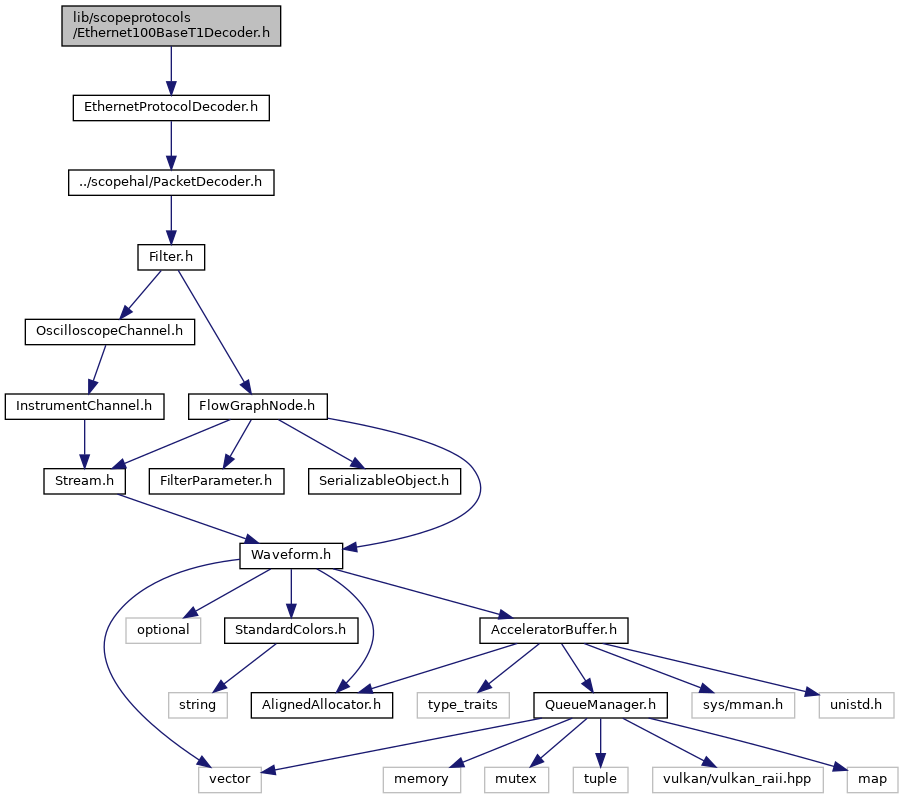 lib/scopeprotocols
/Ethernet100BaseT1Decoder.h
EthernetProtocolDecoder.h
../scopehal/PacketDecoder.h
Filter.h
OscilloscopeChannel.h
InstrumentChannel.h
FlowGraphNode.h
Stream.h
FilterParameter.h
SerializableObject.h
Waveform.h
optional
StandardColors.h
AcceleratorBuffer.h
string
AlignedAllocator.h
type_traits
QueueManager.h
sys/mman.h
unistd.h
vector
memory
mutex
tuple
vulkan/vulkan_raii.hpp
map